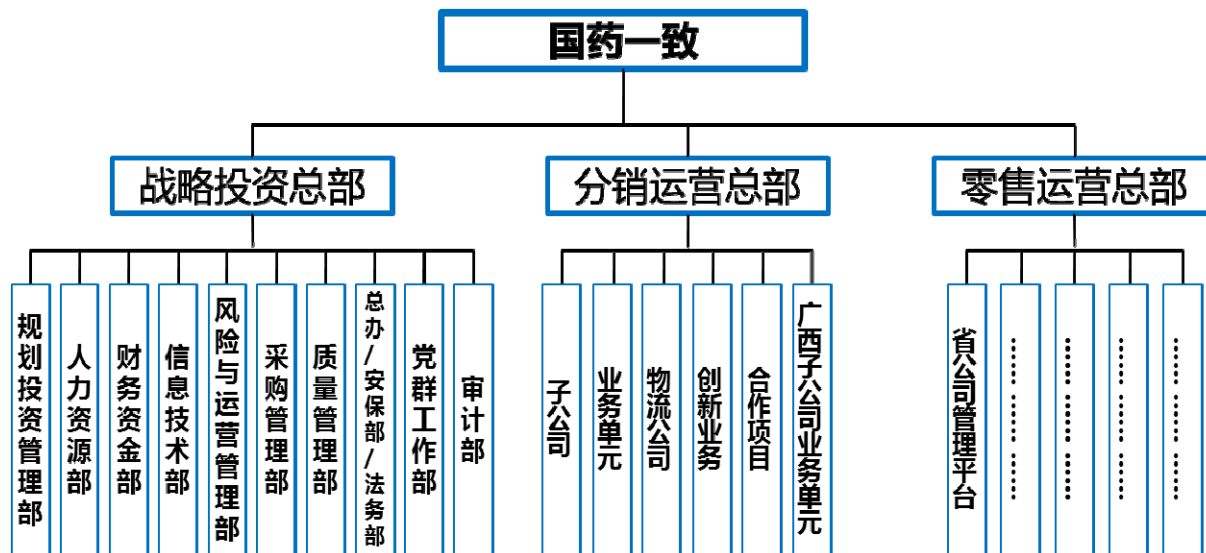 国药一致
战略投资总部
分销运营总部
零售运营总部
规划投资管理部
人力资源部
财务资金部
信息技术部
风险与运营管理部
采购管理部
质量管理部
总办/安保部/法务部
党群工作部
审计部
子公司
业务单元
物流公司
创新业务
合作项目
广西子公司业务单元
省公司管理平台
………………
………………
………………
………………